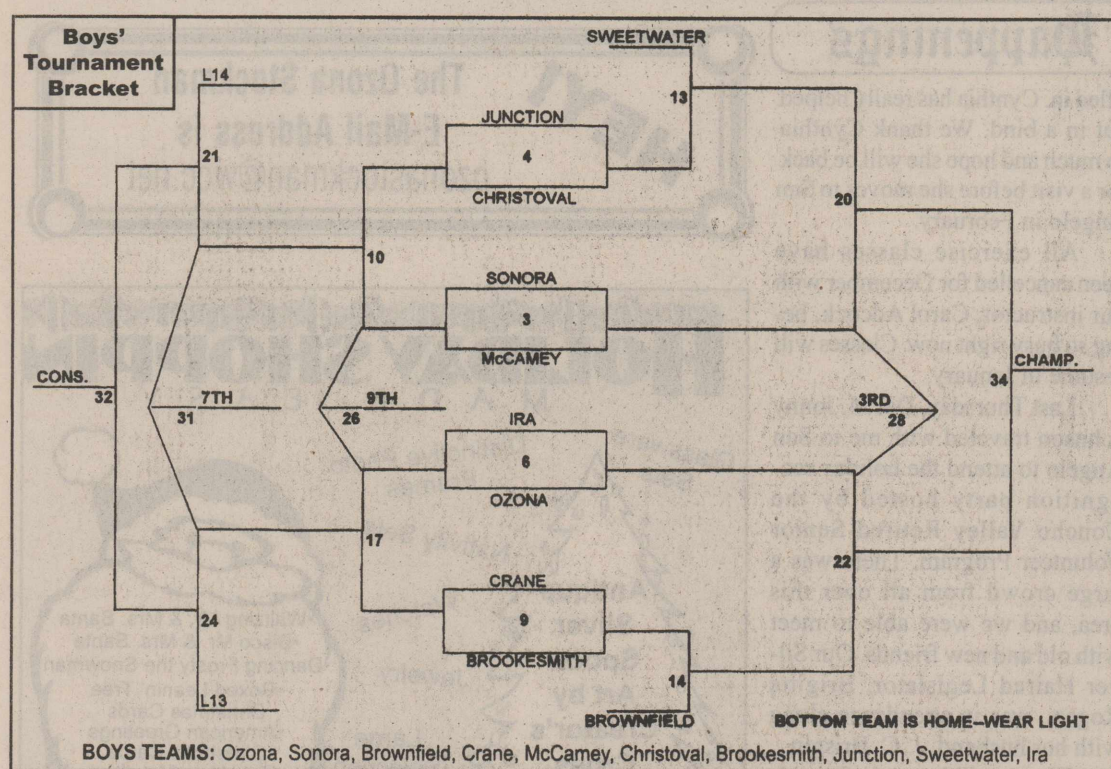 Boys'
Tournament
Bracket
SWEETWATER
L14
13
JUNCTION
4
CHRISTOVAL
21
20
10
SONORA
3
McCAMEY
CONS.
32
CHAMP.
34
7TH
31
9TH
26
3RD
28
IRA
6
OZONA
17
22
CRANE
9
BROOKESMITH
24
L13
14
BROWNFIELD
BOTTOM TEAM IS HOME–WEAR LIGHT
BOYS TEAMS: Ozona, Sonora, Brownfield, Crane, McCamey, Christoval, Brookesmith, Junction, Sweetwater, Ira